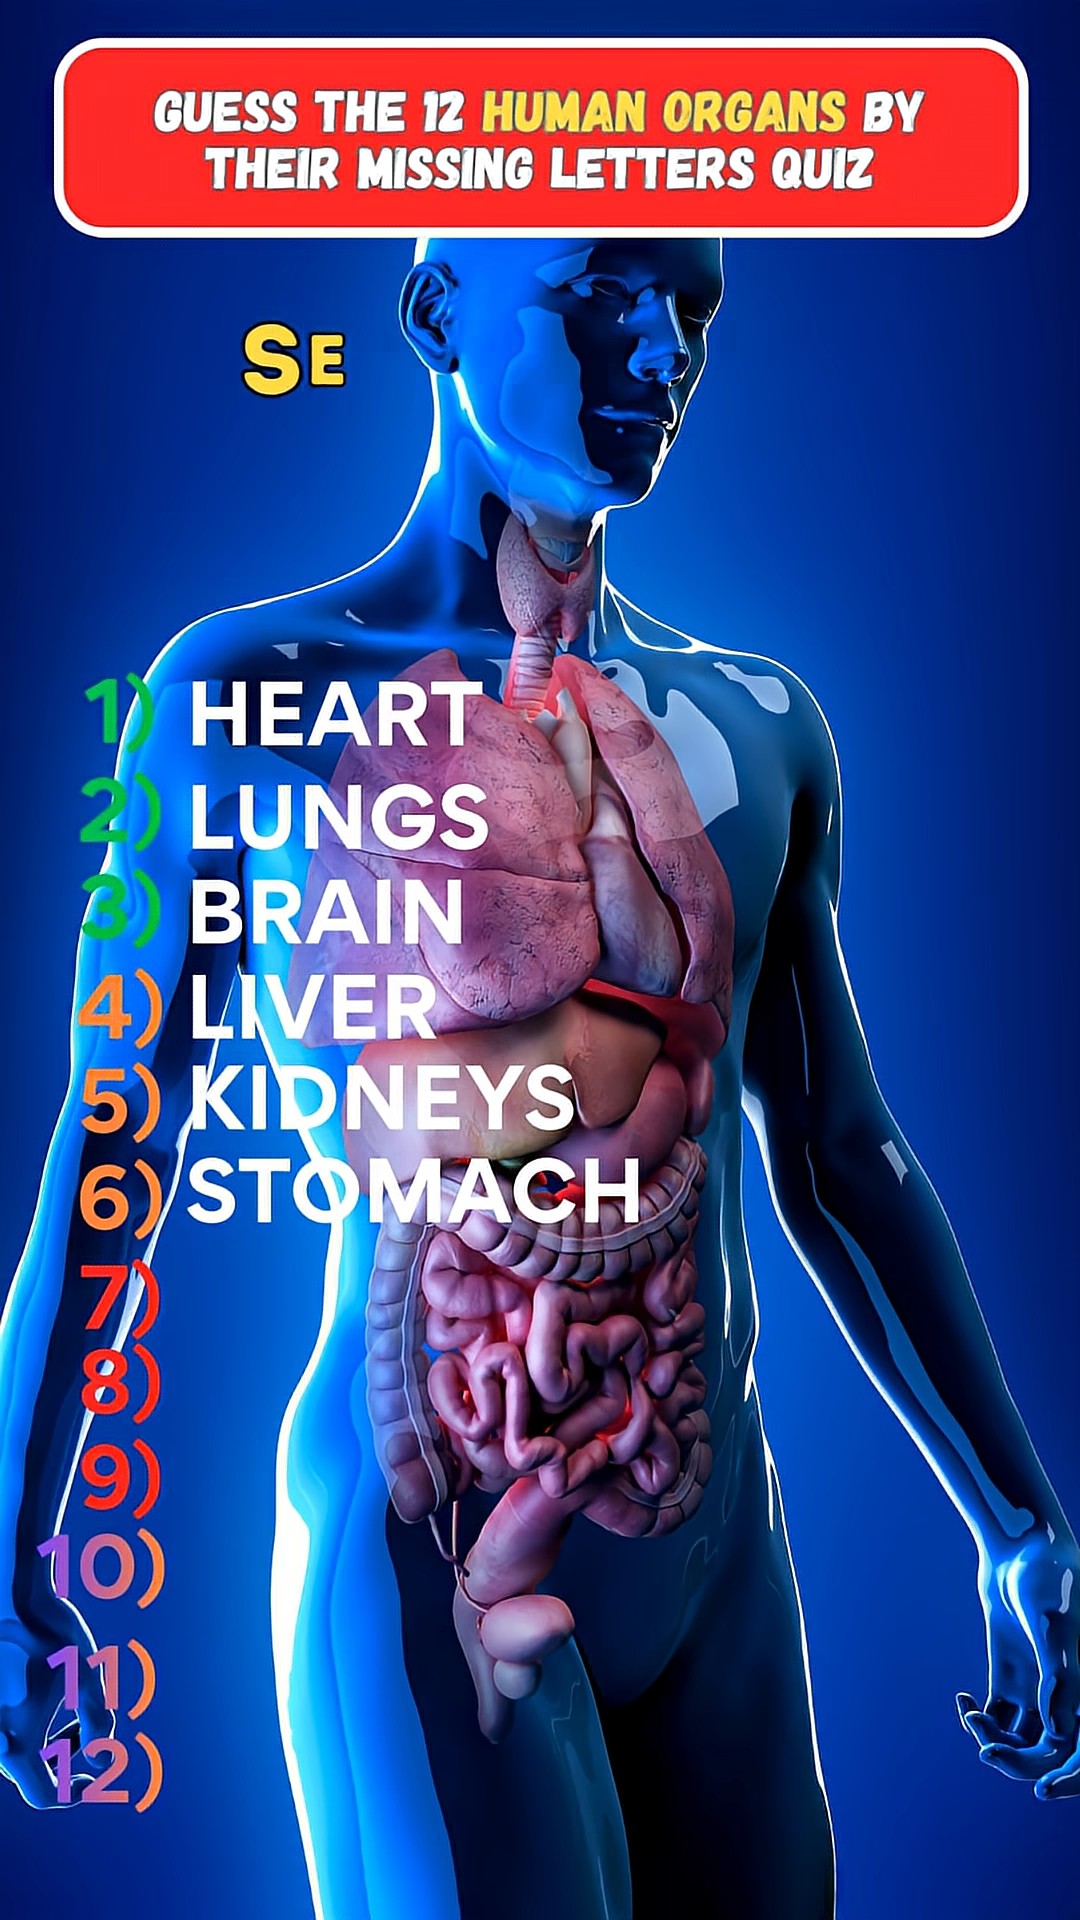 GUESS THE 12 HUMAN ORGANS BY
THEIR MISSING LETTERS QUIZ
SE
1) HEART
2) LUNGS
3) BRAIN
4) LIVER
5) KIDNEYS
6) STOMACH
7)
8)
9)
10)
11)
12)